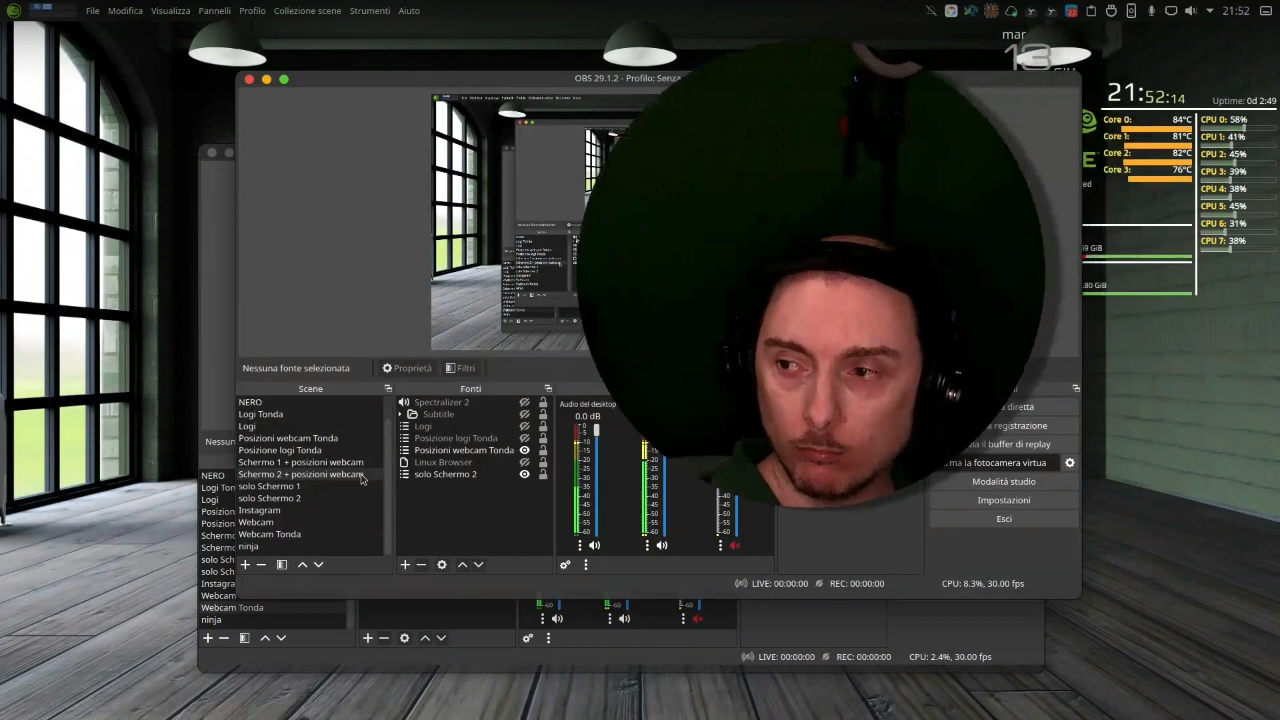 File Modifica Visualizza Pannelli Profilo Collezione scene Strumenti Aiuto
22
21:52
mar
13
OBS 29.1.2 - Profilo: Senza
21:52:14
Uptime: 0d 2:49
Core 0: 84°C
Core 1: 81°C
Core 2: 82°C
Core 3: 76°C
CPU 0: 58%
CPU 1: 41%
CPU 2: 45%
CPU 3: 39%
CPU 4: 38%
CPU 5: 45%
CPU 6: 31%
CPU 7: 38%
Nessuna fonte selezionata
Proprietà
Filtri
Scene
NERO
Logi Tonda
Logi
Posizioni webcam Tonda
Posizione logi Tonda
Schermo 1 + posizioni webcam
Schermo 2 + posizioni webcam
solo Schermo 1
solo Schermo 2
Instagram
Webcam
Webcam Tonda
ninja
Fonti
Spectralizer 2
Subtitle
Logi
Posizione logi Tonda
Posizioni webcam Tonda
Linux Browser
solo Schermo 2
Audio del desktop
0.0 dB
diretta
registrazione
il buffer di replay
ma la fotocamera virtua
Modalità studio
Impostazioni
Esci
LIVE: 00:00:00
REC: 00:00:00
CPU: 8.3%, 30.00 fps
NERO
Logi
Webcam Tonda
ninja
LIVE: 00:00:00
REC: 00:00:00
CPU: 2.4%, 30.00 fps